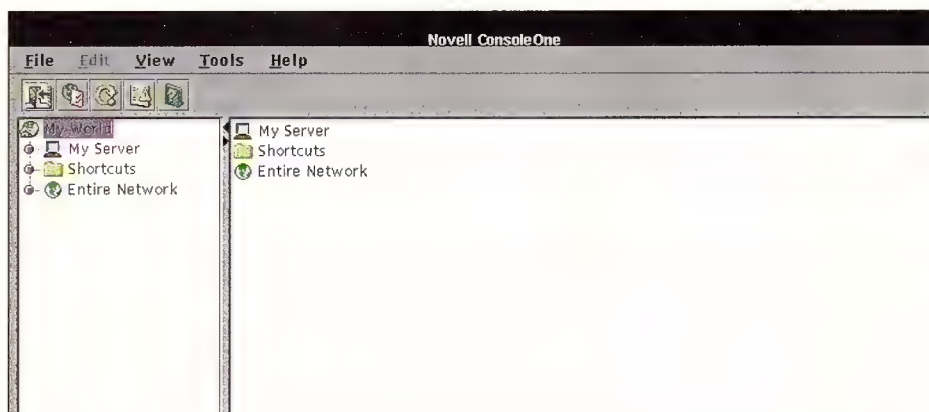 Novell ConsoleOne
File Edit View Tools Help
My World
My Server
Shortcuts
Entire Network
My Server
Shortcuts
Entire Network